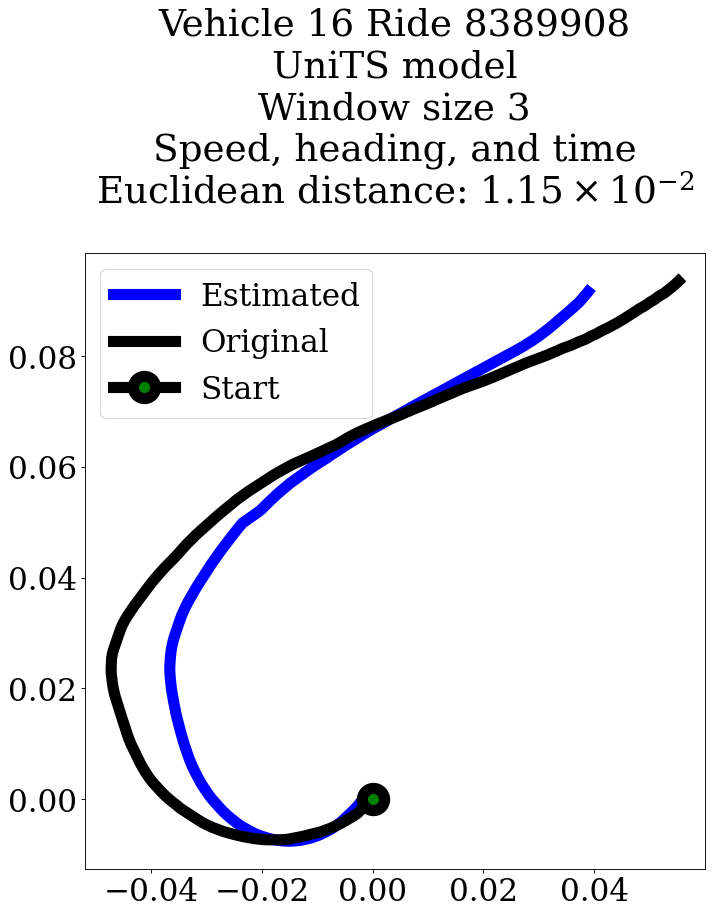 Vehicle 16 Ride 8389908
UniTS model
Window size 3
Speed, heading, and time
Euclidean distance: 1.15 × 10⁻²
Estimated
Original
Start
0.08
0.06
0.04
0.02
0.00
−0.04 −0.02 0.00 0.02 0.04